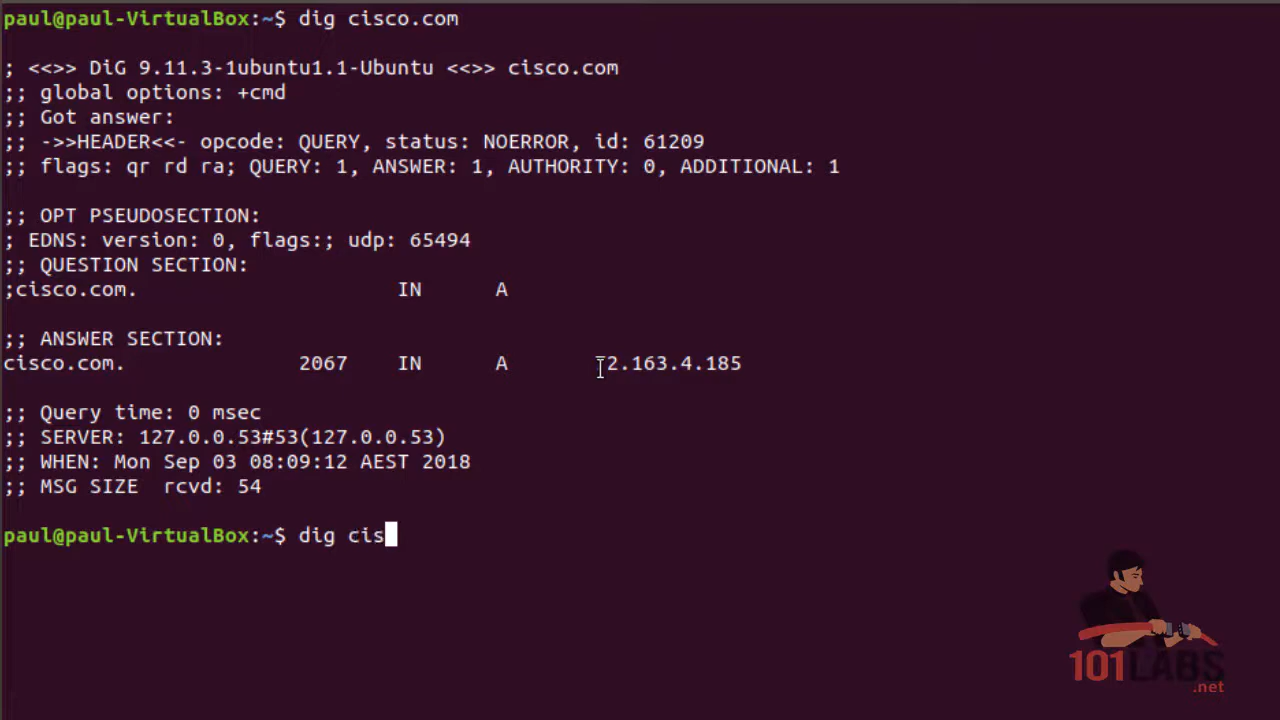 paul@paul-VirtualBox:~$ dig cisco.com
; <<>> DiG 9.11.3-1ubuntu1.1-Ubuntu <<>> cisco.com
;; global options: +cmd
;; Got answer:
;; ->>HEADER<<- opcode: QUERY, status: NOERROR, id: 61209
;; flags: qr rd ra; QUERY: 1, ANSWER: 1, AUTHORITY: 0, ADDITIONAL: 1
;; OPT PSEUDOSECTION:
; EDNS: version: 0, flags:; udp: 65494
;; QUESTION SECTION:
;cisco.com. IN A
;; ANSWER SECTION:
cisco.com. 2067 IN A 2.163.4.185
;; Query time: 0 msec
;; SERVER: 127.0.0.53#53(127.0.0.53)
;; WHEN: Mon Sep 03 08:09:12 AEST 2018
;; MSG SIZE rcvd: 54
paul@paul-VirtualBox:~$ dig cis
101LABS
.net